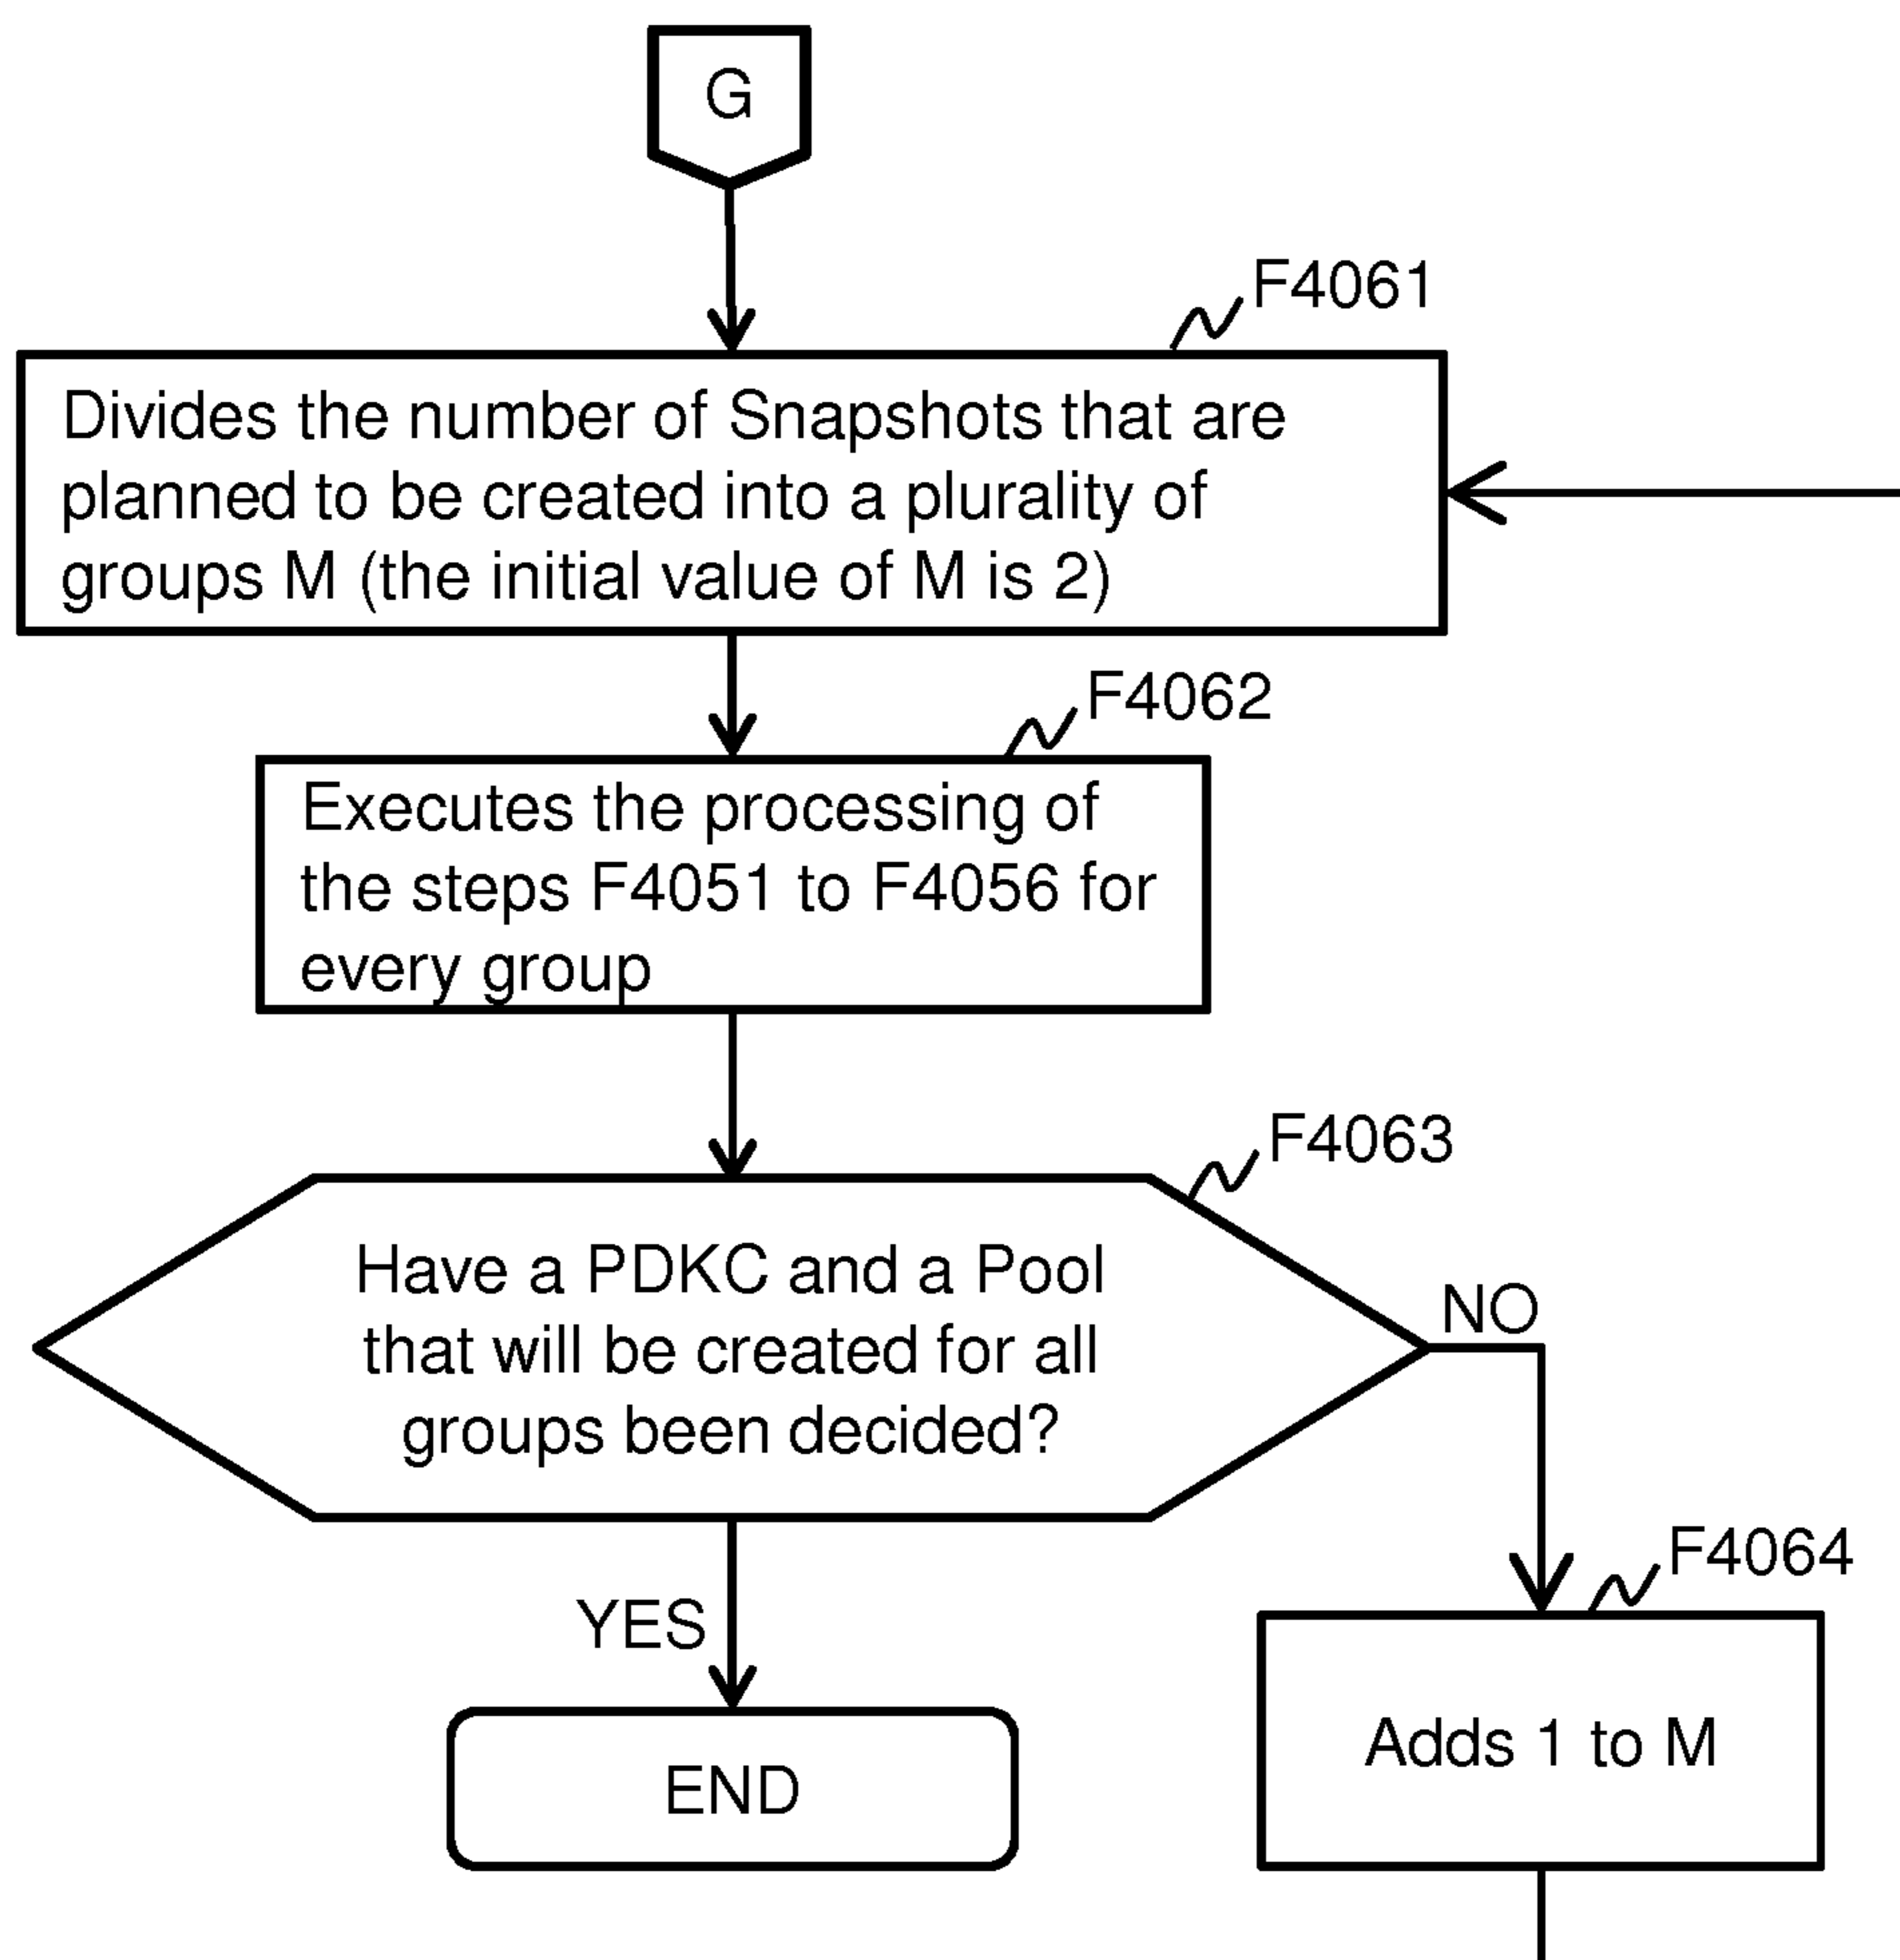 G
F4061
Divides the number of Snapshots that are
planned to be created into a plurality of
groups M (the initial value of M is 2)
F4062
Executes the processing of
the steps F4051 to F4056 for
every group
F4063
Have a PDKC and a Pool
that will be created for all
groups been decided?
NO
F4064
YES
Adds 1 to M
END